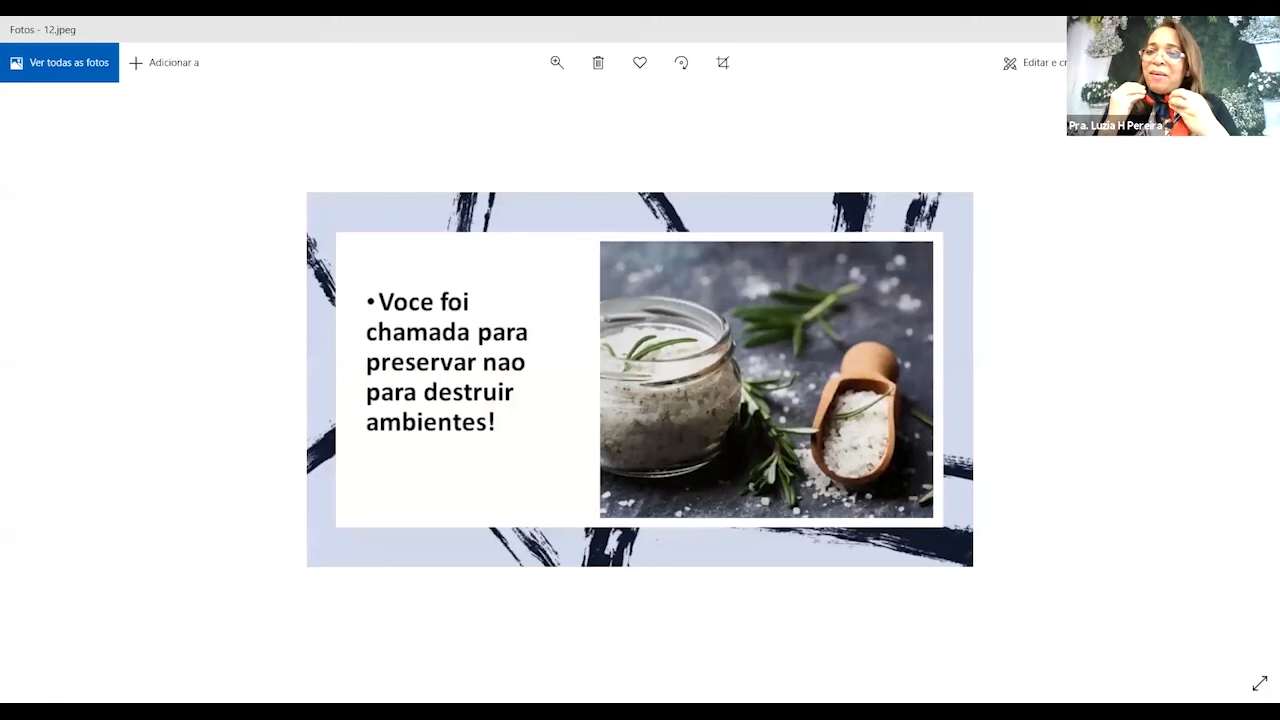 Fotos - 12.jpeg
Ver todas as fotos
Adicionar a
Editar e cr
Pra. Luzia H Pereira
•Voce foi
chamada para
preservar nao
para destruir
ambientes!